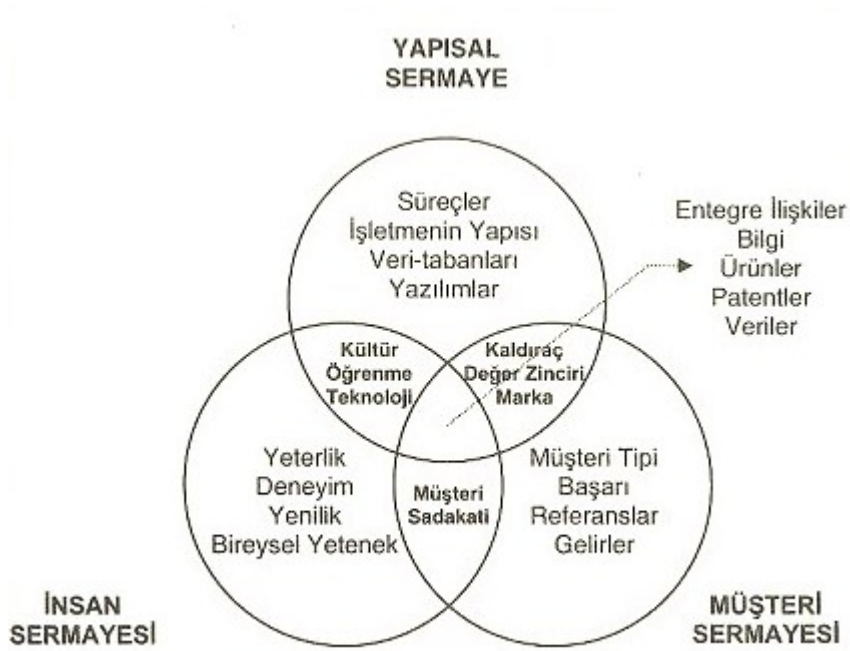 YAPISAL
SERMAYE
Süreçler
İşletmenin Yapısı
Veri-tabanları
Yazılımlar
Entegre İlişkiler
Bilgi
Ürünler
Patentler
Veriler
Kültür
Öğrenme
Teknoloji
Kaldıraç
Değer Zinciri
Marka
Yeterlik
Deneyim
Yenilik
Bireysel Yetenek
Müşteri
Sadakati
Müşteri Tipi
Başarı
Referanslar
Gelirler
İNSAN
SERMAYESİ
MÜŞTERİ
SERMAYESİ